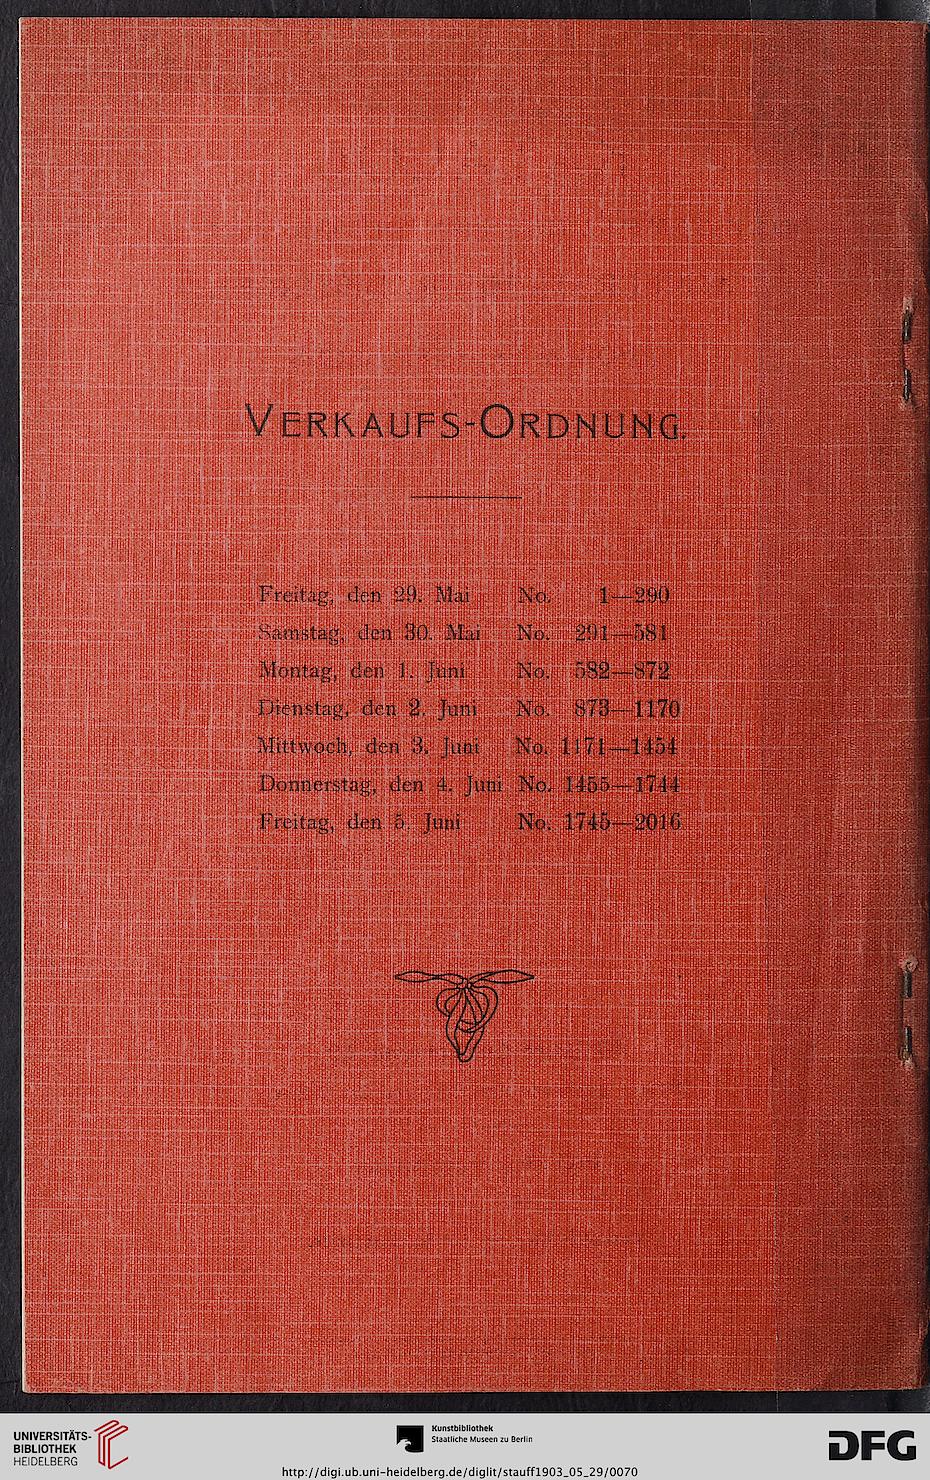 VERKAUFS-ORDNUNG.
Freitag, den 29. Mai No. 1—290
Samstag, den 30. Mai No. 291—581
Montag, den 1. Juni No. 582—872
Dienstag, den 2. Juni No. 873—1170
Mittwoch, den 3. Juni No. 1171—1454
Donnerstag, den 4. Juni No. 1455—1744
Freitag, den 5. Juni No. 1745—2016
UNIVERSITÄTS-
BIBLIOTHEK
HEIDELBERG
Kunstbibliothek
Staatliche Museen zu Berlin
DFG
http://digi.ub.uni-heidelberg.de/diglit/stauff1903_05_29/0070